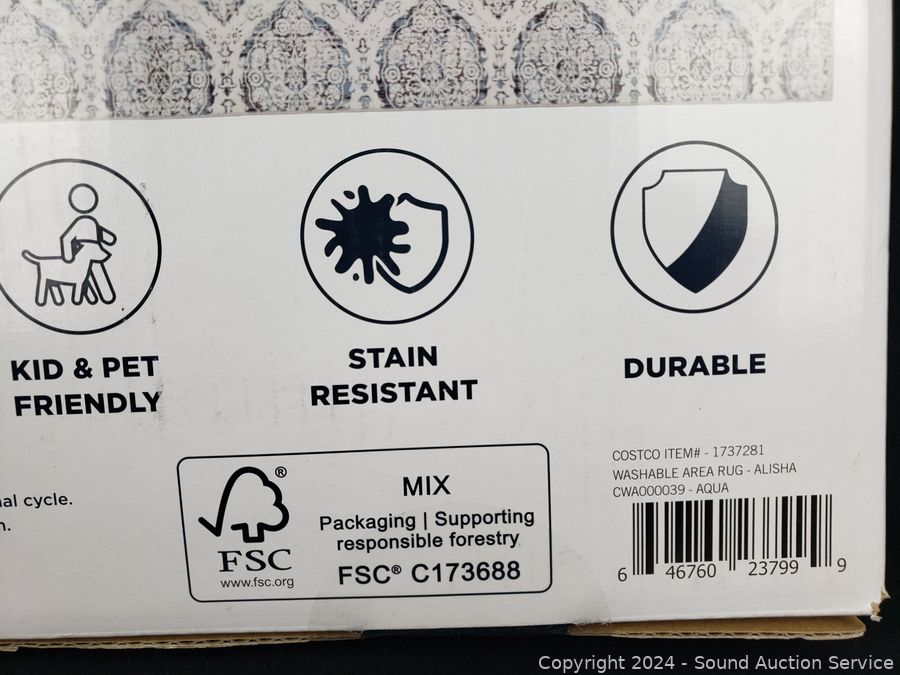 KID & PET
FRIENDLY
STAIN
RESISTANT
DURABLE
cycle.
FSC
www.fsc.org
®
MIX
Packaging | Supporting
responsible forestry
FSC® C173688
COSTCO ITEM# - 1737281
WASHABLE AREA RUG - ALISHA
CWA000039 - AQUA
6 46760 23799 9
Copyright 2024 - Sound Auction Service